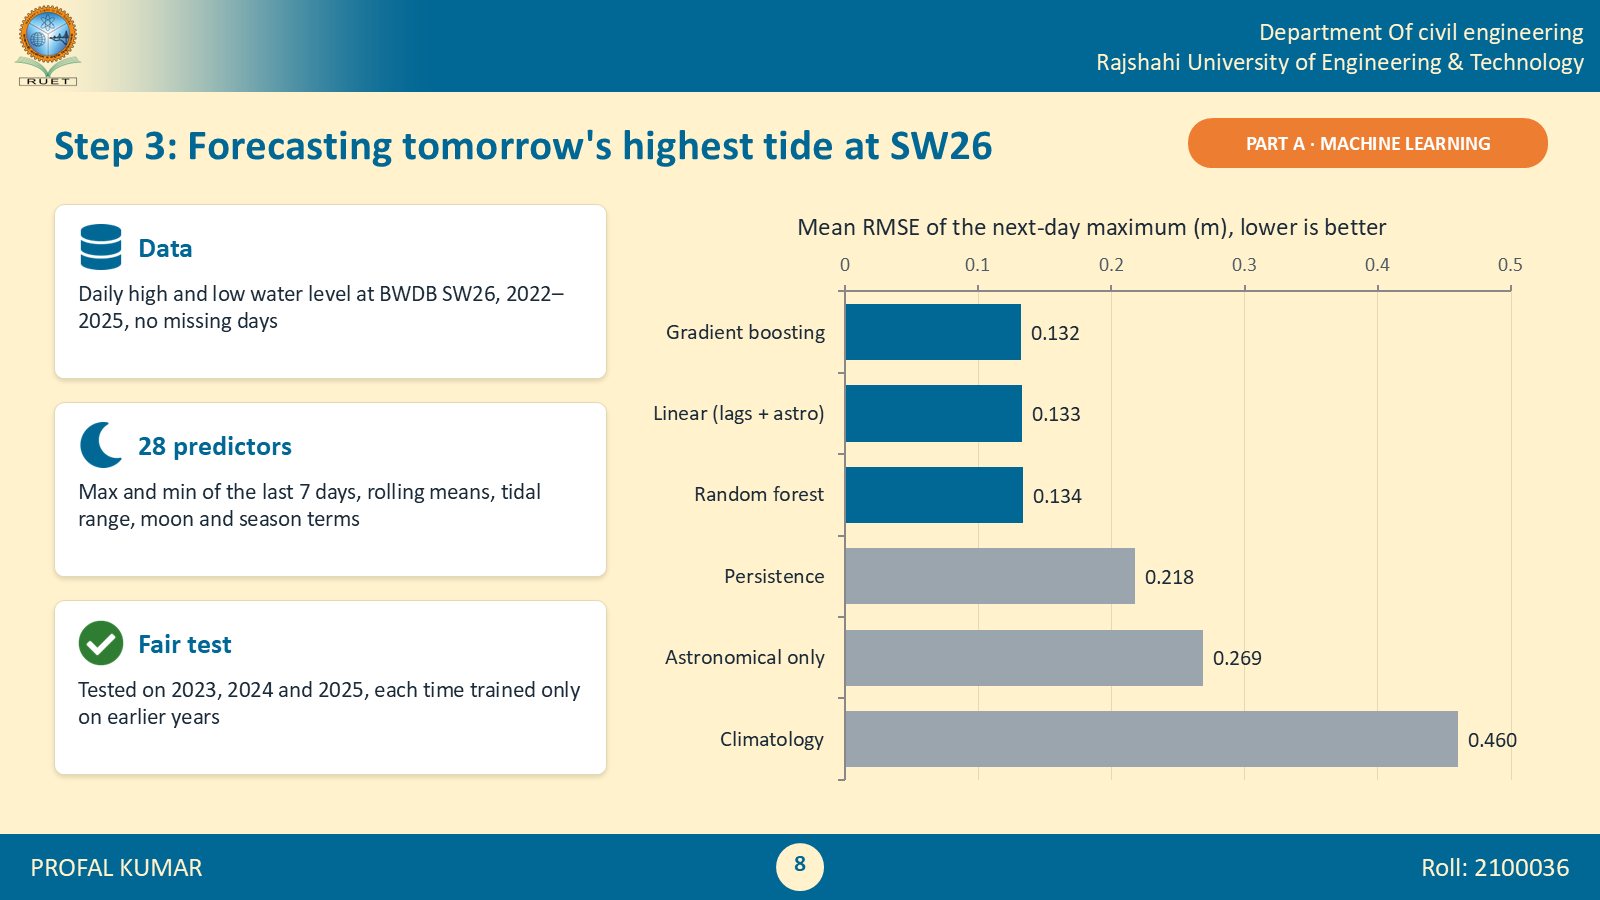 RUET
Department Of civil engineering
Rajshahi University of Engineering & Technology
Step 3: Forecasting tomorrow's highest tide at SW26
PART A · MACHINE LEARNING
Data
Daily high and low water level at BWDB SW26, 2022–
2025, no missing days
28 predictors
Max and min of the last 7 days, rolling means, tidal
range, moon and season terms
Fair test
Tested on 2023, 2024 and 2025, each time trained only
on earlier years
Mean RMSE of the next-day maximum (m), lower is better
0 0.1 0.2 0.3 0.4 0.5
Gradient boosting 0.132
Linear (lags + astro) 0.133
Random forest 0.134
Persistence 0.218
Astronomical only 0.269
Climatology 0.460
PROFAL KUMAR
8
Roll: 2100036